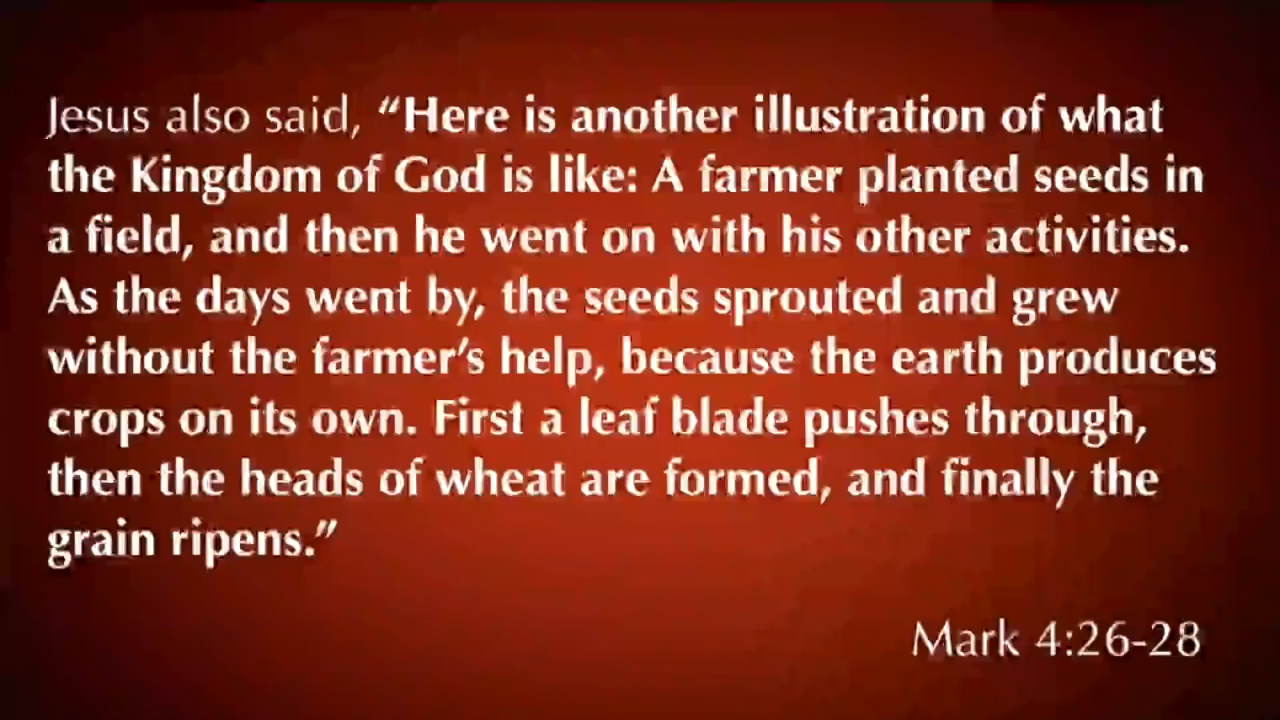 Jesus also said, “Here is another illustration of what
the Kingdom of God is like: A farmer planted seeds in
a field, and then he went on with his other activities.
As the days went by, the seeds sprouted and grew
without the farmer’s help, because the earth produces
crops on its own. First a leaf blade pushes through,
then the heads of wheat are formed, and finally the
grain ripens.”
Mark 4:26-28